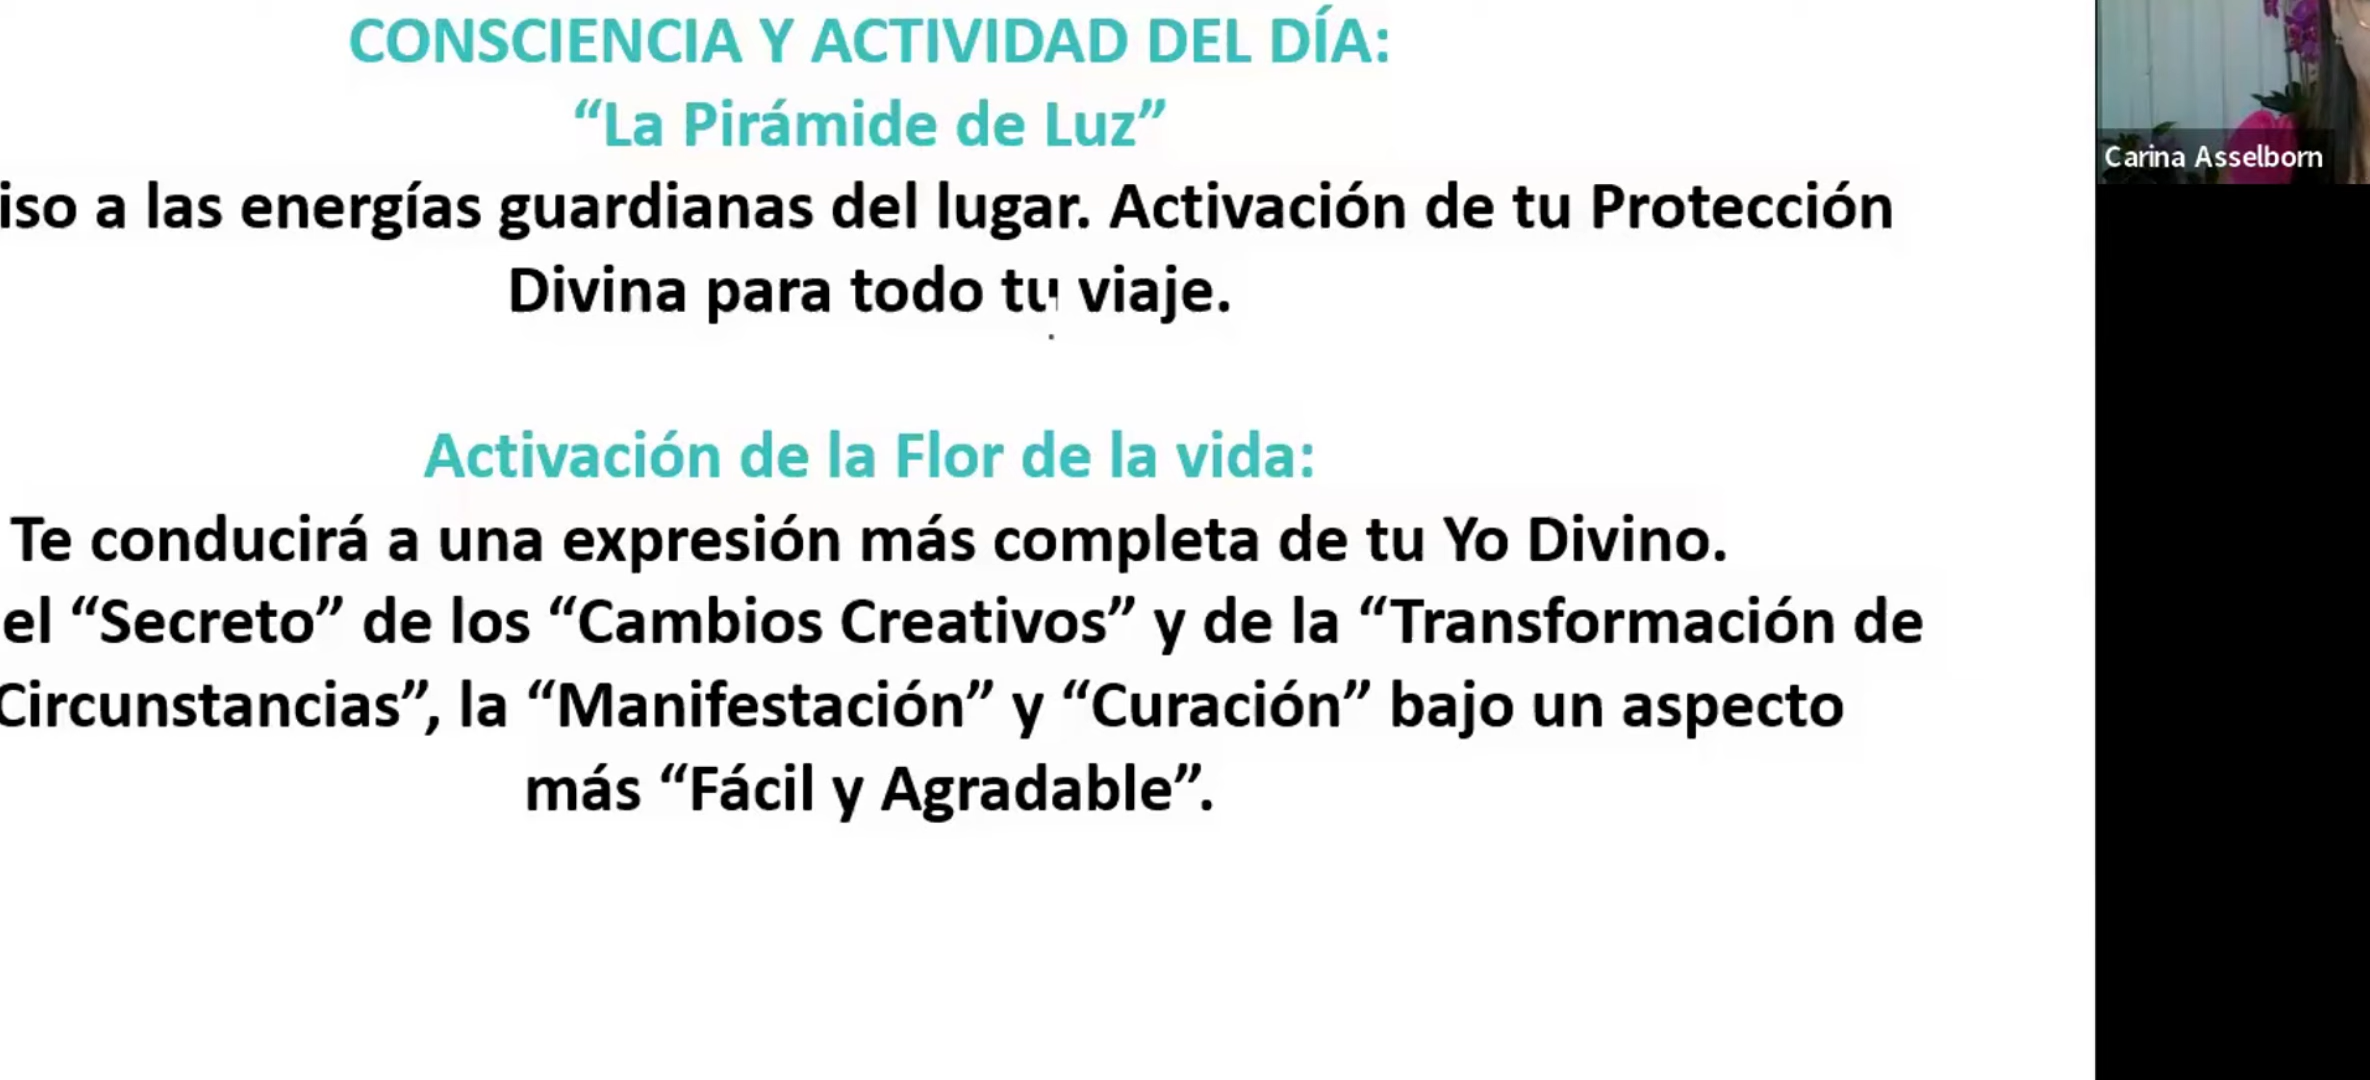 CONSCIENCIA Y ACTIVIDAD DEL DÍA:
“La Pirámide de Luz”
iso a las energías guardianas del lugar. Activación de tu Protección
Divina para todo tu viaje.
Activación de la Flor de la vida:
Te conducirá a una expresión más completa de tu Yo Divino.
el “Secreto” de los “Cambios Creativos” y de la “Transformación de
Circunstancias”, la “Manifestación” y “Curación” bajo un aspecto
más “Fácil y Agradable”.
Carina Asselborn